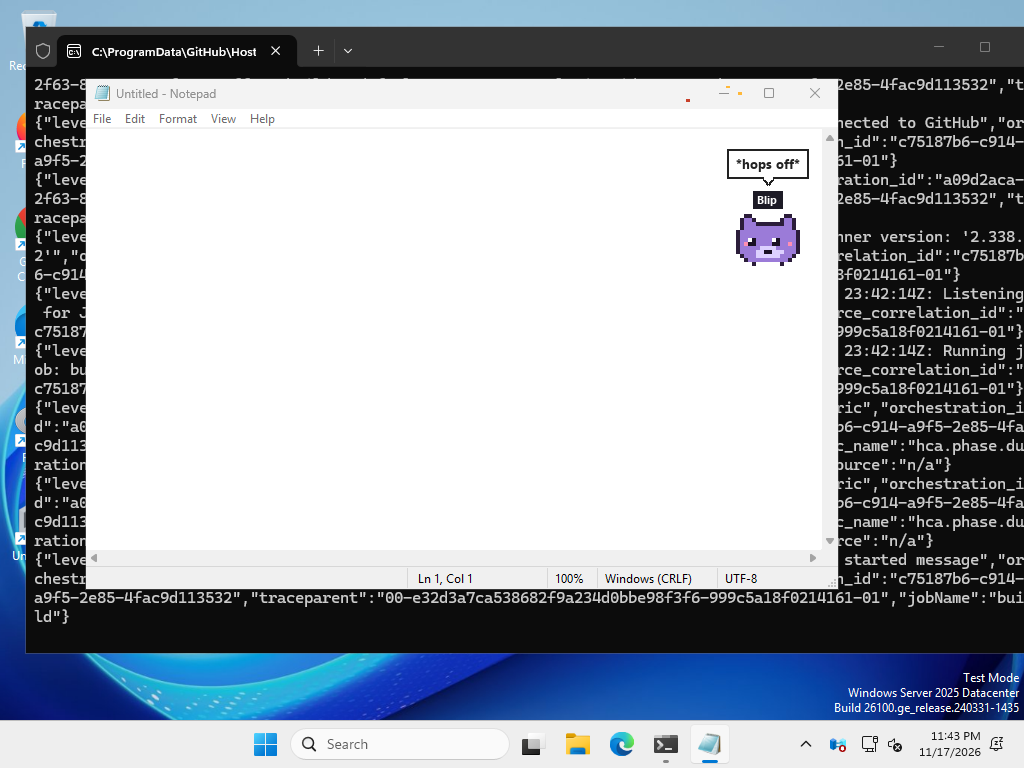 C:\ProgramData\GitHub\Host
Untitled - Notepad
File Edit Format View Help
*hops off*
Blip
2f63-8
2e85-4fac9d113532","t
racepa
{"leve
nected to GitHub","or
chestr
n_id":"c75187b6-c914-
a9f5-2
61-01"}
{"leve
ration_id":"a09d2aca-
2f63-8
2e85-4fac9d113532","t
racepa
{"leve
nner version: '2.338.
2'","o
relation_id":"c75187b
6-c914
8f0214161-01"}
{"leve
23:42:14Z: Listening
for J
rce_correlation_id":"
c75187
999c5a18f0214161-01"}
{"leve
23:42:14Z: Running j
ob: bu
rce_correlation_id":"
c75187
999c5a18f0214161-01"}
{"leve
ric","orchestration_i
d":"a0
b6-c914-a9f5-2e85-4fa
c9d113
c_name":"hca.phase.du
ration
ource":"n/a"}
{"leve
ric","orchestration_i
d":"a0
b6-c914-a9f5-2e85-4fa
c9d113
c_name":"hca.phase.du
ration
rce":"n/a"}
{"leve
started message","or
chestr
n_id":"c75187b6-c914-
Ln 1, Col 1 100% Windows (CRLF) UTF-8
a9f5-2e85-4fac9d113532","traceparent":"00-e32d3a7ca538682f9a234d0bbe98f3f6-999c5a18f0214161-01","jobName":"bui
ld"}
Test Mode
Windows Server 2025 Datacenter
Build 26100.ge_release.240331-1435
Search
11:43 PM
11/17/2026